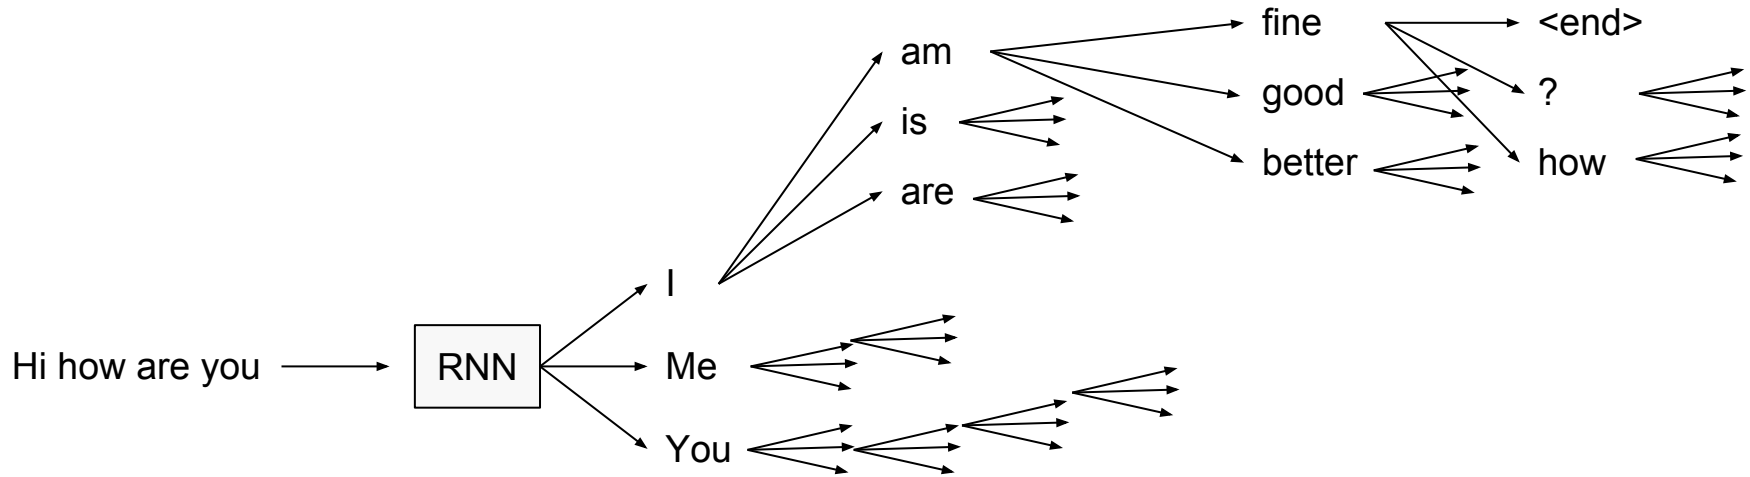 fine
<end>
am
good
?
is
better
how
are
I
Hi how are you
RNN
Me
You